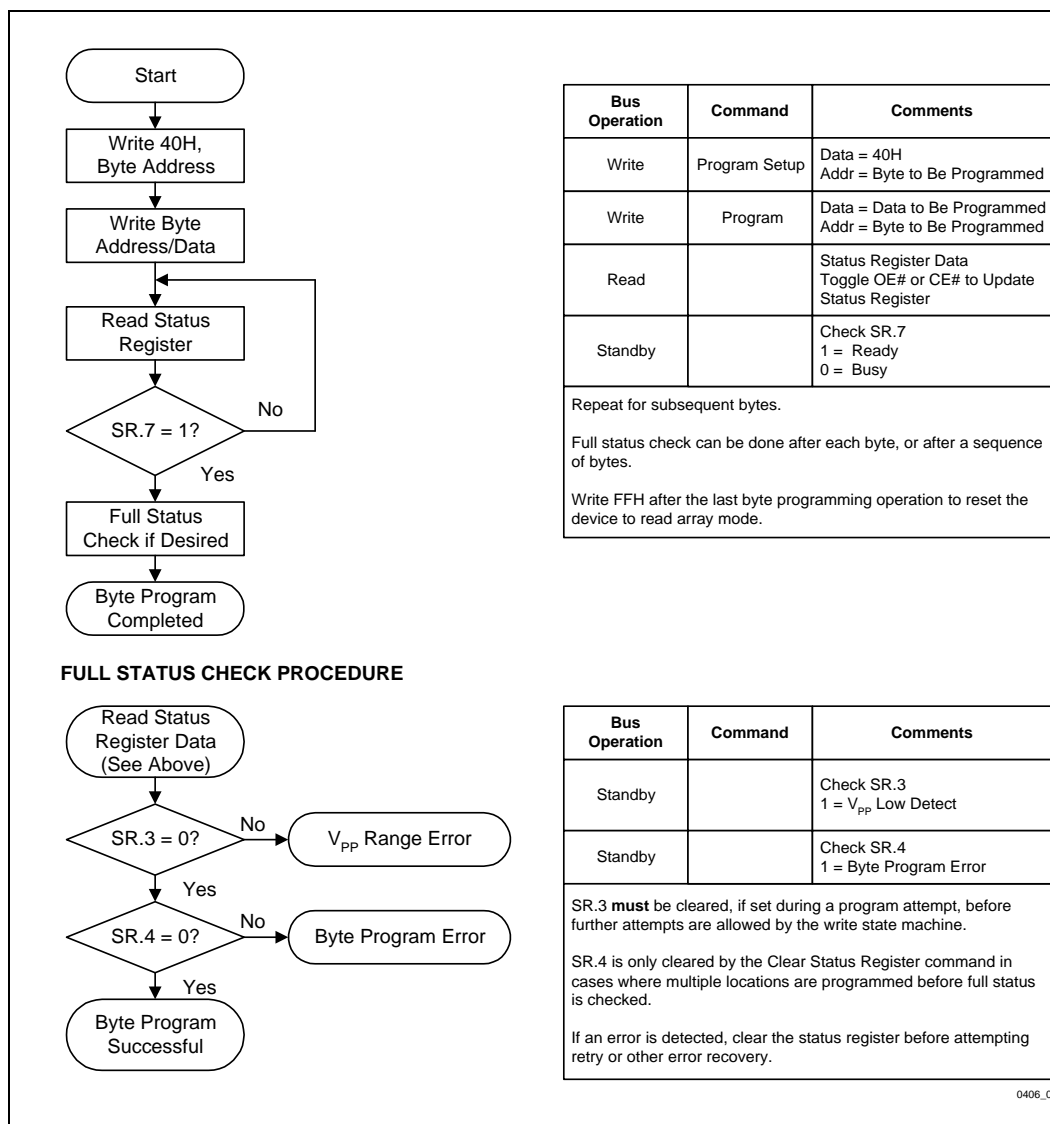 Start
Write 40H,
Byte Address
Write Byte
Address/Data
Read Status
Register
SR.7 = 1?
No
Yes
Full Status
Check if Desired
Byte Program
Completed
Bus
Operation
Command
Comments
Write
Program Setup
Data = 40H
Addr = Byte to Be Programmed
Write
Program
Data = Data to Be Programmed
Addr = Byte to Be Programmed
Read
Status Register Data
Toggle OE# or CE# to Update
Status Register
Standby
Check SR.7
1 = Ready
0 = Busy
Repeat for subsequent bytes.
Full status check can be done after each byte, or after a sequence
of bytes.
Write FFH after the last byte programming operation to reset the
device to read array mode.
FULL STATUS CHECK PROCEDURE
Read Status
Register Data
(See Above)
SR.3 = 0?
No
VPP Range Error
Yes
SR.4 = 0?
No
Byte Program Error
Yes
Byte Program
Successful
Bus
Operation
Command
Comments
Standby
Check SR.3
1 = VPP Low Detect
Standby
Check SR.4
1 = Byte Program Error
SR.3 must be cleared, if set during a program attempt, before
further attempts are allowed by the write state machine.
SR.4 is only cleared by the Clear Status Register command in
cases where multiple locations are programmed before full status
is checked.
If an error is detected, clear the status register before attempting
retry or other error recovery.